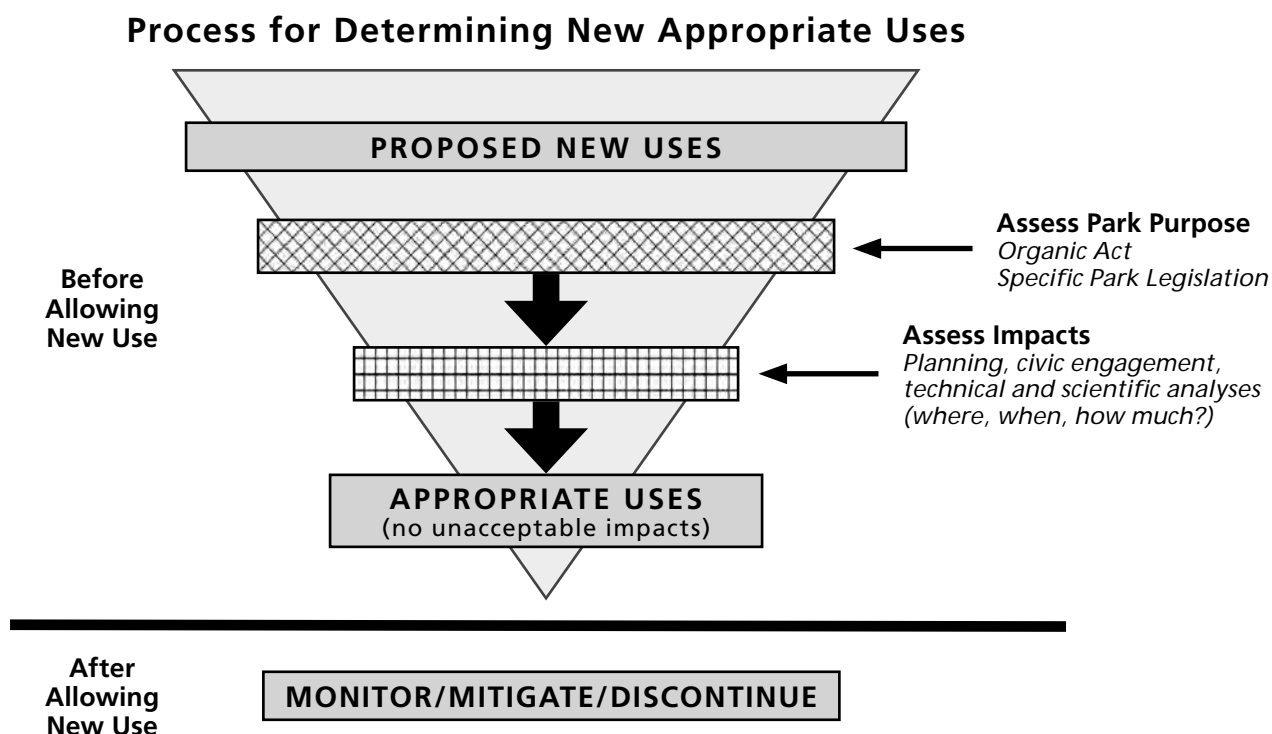 Process for Determining New Appropriate Uses
PROPOSED NEW USES
Assess Park Purpose
Organic Act
Specific Park Legislation
Before
Allowing
New Use
Assess Impacts
Planning, civic engagement,
technical and scientific analyses
(where, when, how much?)
APPROPRIATE USES
(no unacceptable impacts)
After
Allowing
New Use
MONITOR/MITIGATE/DISCONTINUE